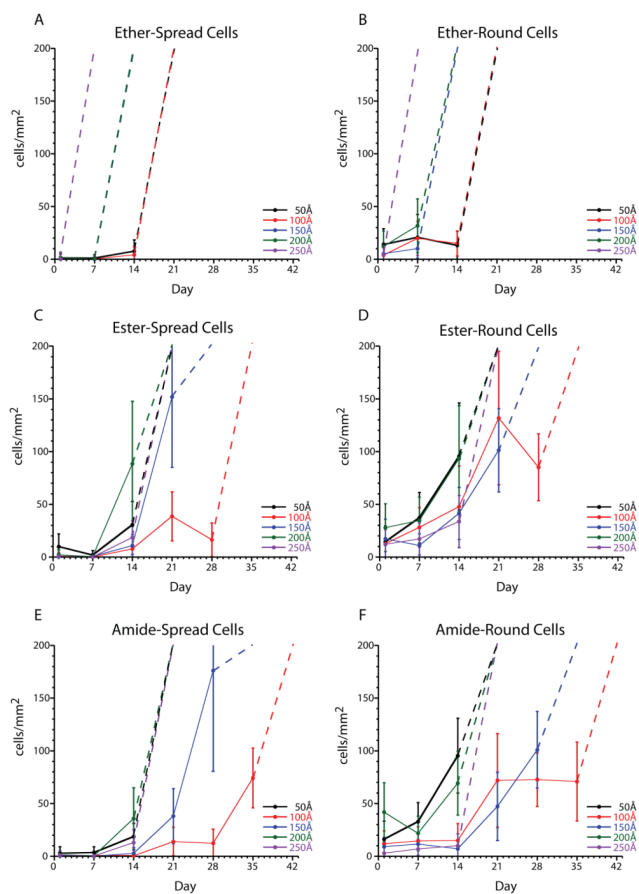 A
Ether-Spread Cells
200
150
100
50
0
cells/mm²
0 7 14 21 28 35 42
Day
50Å
100Å
150Å
200Å
250Å
B
Ether-Round Cells
200
150
100
50
0
cells/mm²
0 7 14 21 28 35 42
Day
50Å
100Å
150Å
200Å
250Å
C
Ester-Spread Cells
200
150
100
50
0
cells/mm²
0 7 14 21 28 35 42
Day
50Å
100Å
150Å
200Å
250Å
D
Ester-Round Cells
200
150
100
50
0
cells/mm²
0 7 14 21 28 35 42
Day
50Å
100Å
150Å
200Å
250Å
E
Amide-Spread Cells
200
150
100
50
0
cells/mm²
0 7 14 21 28 35 42
Day
50Å
100Å
150Å
200Å
250Å
F
Amide-Round Cells
200
150
100
50
0
cells/mm²
0 7 14 21 28 35 42
Day
50Å
100Å
150Å
200Å
250Å